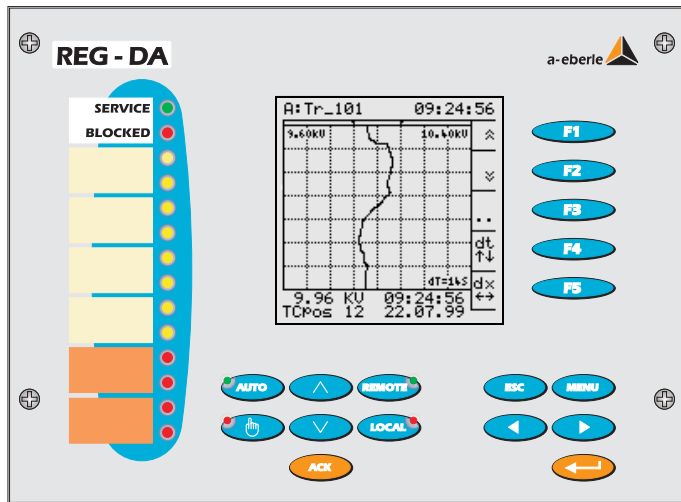 REG - DA
a-eberle
SERVICE
BLOCKED
A:Tr_101 09:24:56
9.60kV 10.40kV
dt
dT=14S
dx
9.96 KV 09:24:56
TCpos 12 22.07.99
F1
F2
F3
F4
F5
AUTO
REMOTE
LOCAL
ACK
ESC
MENU